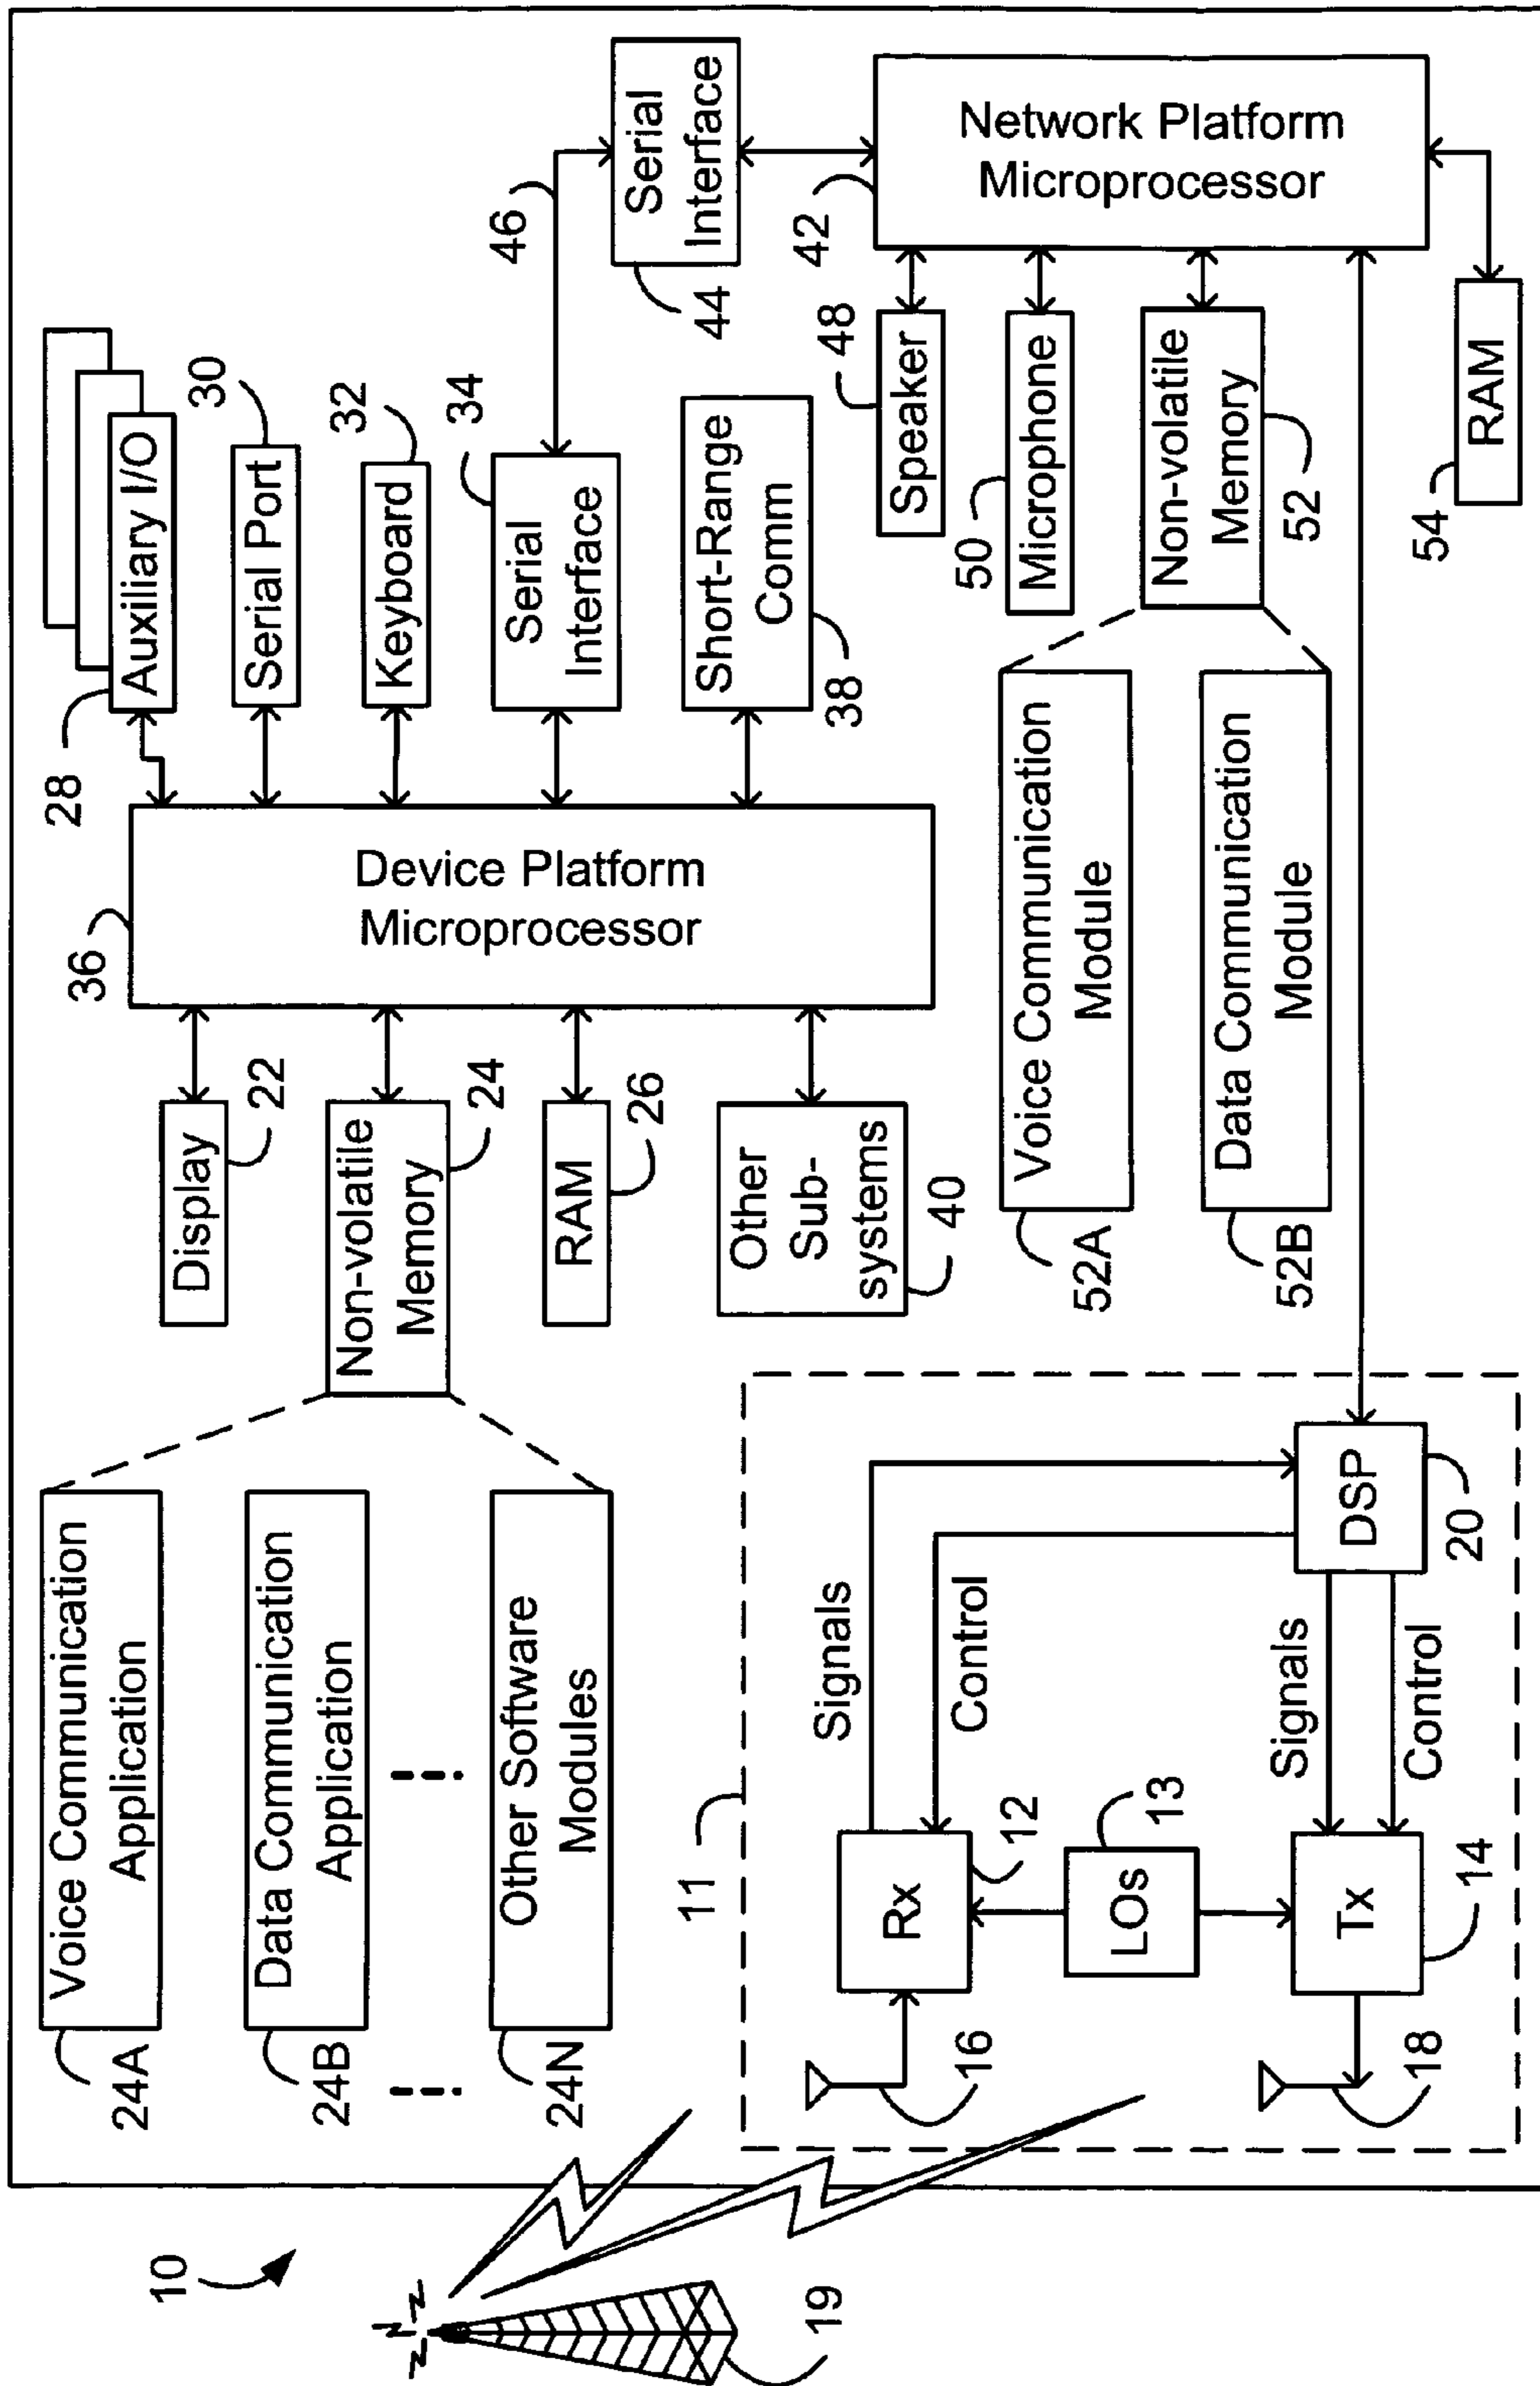 10
19
24A
Voice Communication
Application
24B
Data Communication
Application
24N
Other Software
Modules
Display
22
Non-volatile
Memory
24
RAM
26
Other
Sub-
systems
40
36
Device Platform
Microprocessor
28
Auxiliary I/O
Serial Port
30
Keyboard
32
Serial
Interface
34
Short-Range
Comm
38
46
Serial
Interface
44
42
Network Platform
Microprocessor
Speaker
48
50
Microphone
Non-volatile
Memory
52
54
RAM
52A
Voice Communication
Module
52B
Data Communication
Module
11
16
Rx
12
Signals
Control
LOs
13
18
Tx
14
Signals
Control
DSP
20